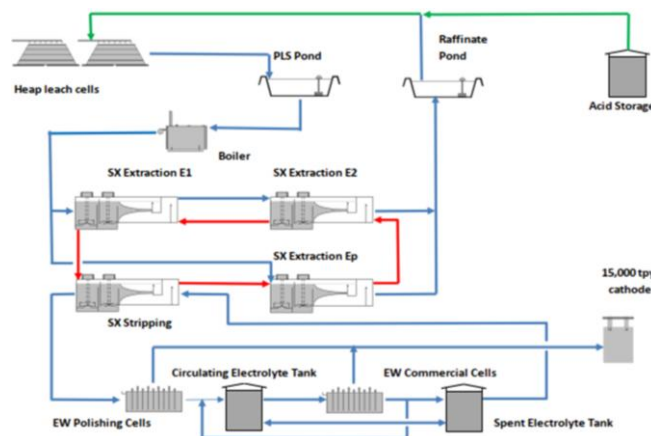 PLS Pond
Raffinate
Pond
Heap leach cells
Acid Storage
Boiler
SX Extraction E1
SX Extraction E2
SX Extraction Ep
15,000 tpy
cathode
SX Stripping
Circulating Electrolyte Tank
EW Commercial Cells
EW Polishing Cells
Spent Electrolyte Tank